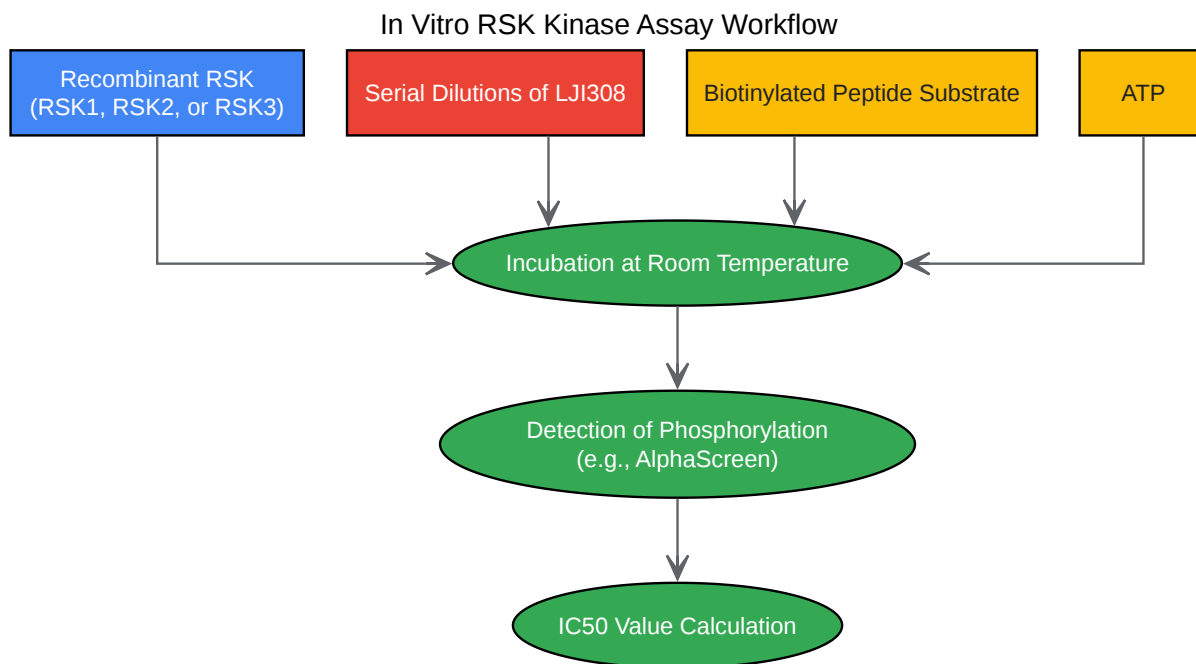 In Vitro RSK Kinase Assay Workflow
Recombinant RSK
(RSK1, RSK2, or RSK3)
Serial Dilutions of LJI308
Biotinylated Peptide Substrate
ATP
Incubation at Room Temperature
Detection of Phosphorylation
(e.g., AlphaScreen)
IC50 Value Calculation